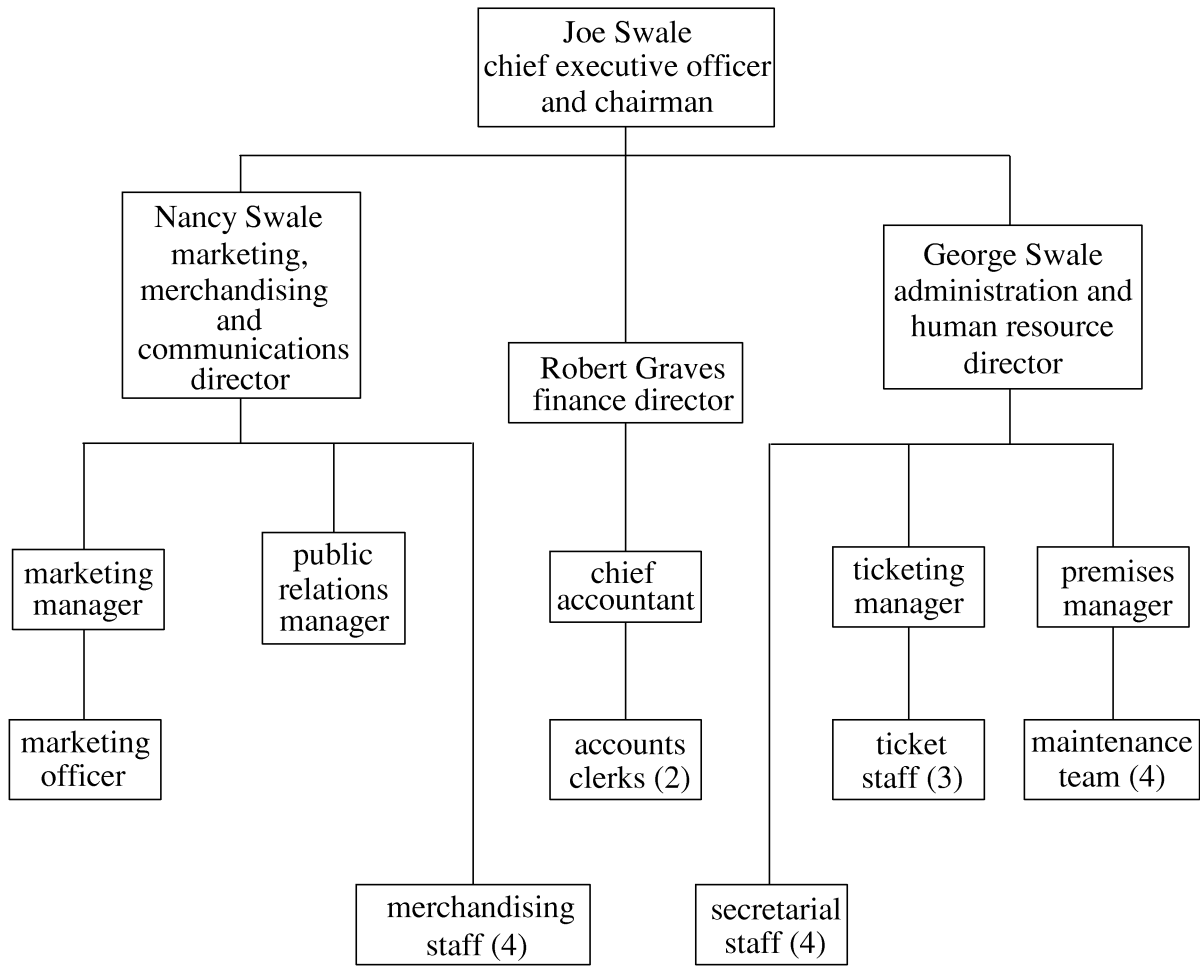 Joe Swale
chief executive officer
and chairman
Nancy Swale
marketing,
merchandising
and
communications
director
Robert Graves
finance director
George Swale
administration and
human resource
director
marketing
manager
public
relations
manager
chief
accountant
ticketing
manager
premises
manager
marketing
officer
accounts
clerks (2)
ticket
staff (3)
maintenance
team (4)
merchandising
staff (4)
secretarial
staff (4)